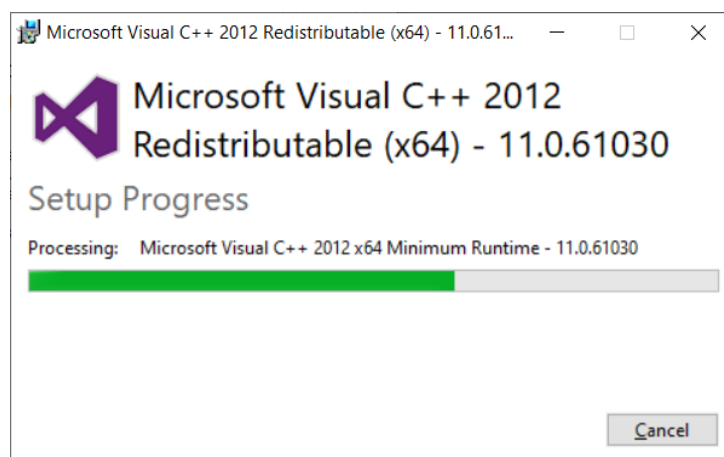 Microsoft Visual C++ 2012 Redistributable (x64) - 11.0.61...
Microsoft Visual C++ 2012
Redistributable (x64) - 11.0.61030
Setup Progress
Processing: Microsoft Visual C++ 2012 x64 Minimum Runtime - 11.0.61030
Cancel